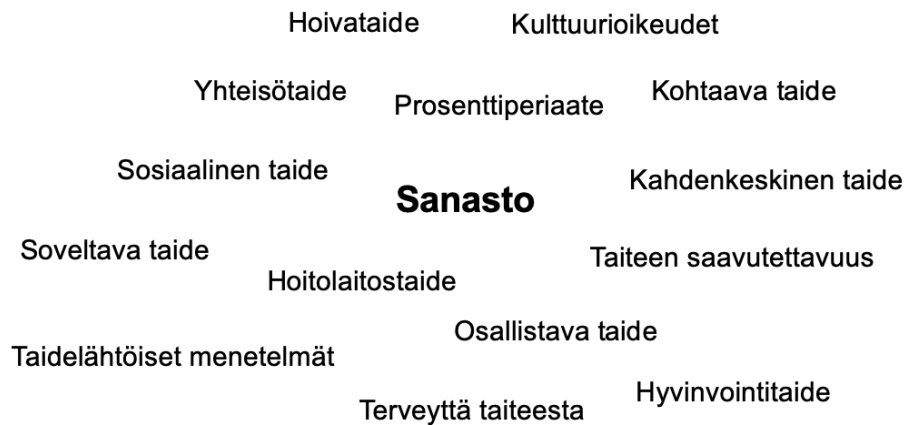 Hoivataide
Kulttuurioikeudet
Yhteisötaide
Prosenttiperiaate
Kohtaava taide
Sosiaalinen taide
Sanasto
Kahdenkeskinen taide
Soveltava taide
Hoitolaitostaide
Taiteen saavutettavuus
Osallistava taide
Taidelähtöiset menetelmät
Terveyttä taiteesta
Hyvinvointitaide